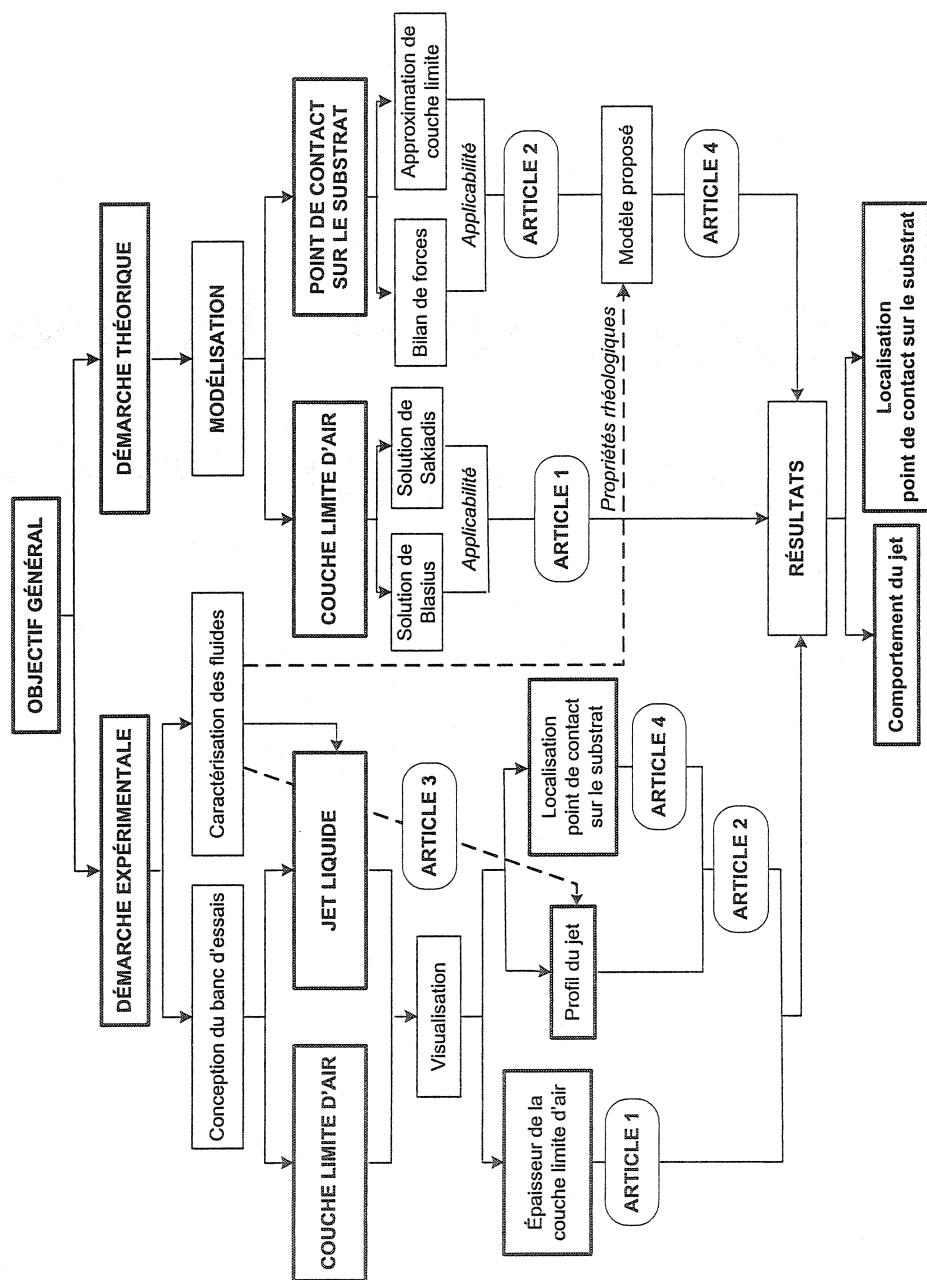 OBJECTIF GÉNÉRAL
DÉMARCHE EXPÉRIMENTALE
DÉMARCHE THÉORIQUE
Conception du banc d'essais
Caractérisation des fluides
MODÉLISATION
COUCHE LIMITE D'AIR
JET LIQUIDE
COUCHE LIMITE D'AIR
POINT DE CONTACT
SUR LE SUBSTRAT
Solution de
Blasius
Solution de
Sakiadis
Bilan de forces
Approximation de
couche limite
Applicabilité
Applicabilité
ARTICLE 3
Visualisation
ARTICLE 1
ARTICLE 2
Propriétés rhéologiques
Modèle proposé
Épaisseur de la
couche limite d'air
Profil du jet
Localisation
point de contact
sur le substrat
ARTICLE 1
ARTICLE 4
ARTICLE 4
ARTICLE 2
RÉSULTATS
Comportement du jet
Localisation
point de contact sur le substrat